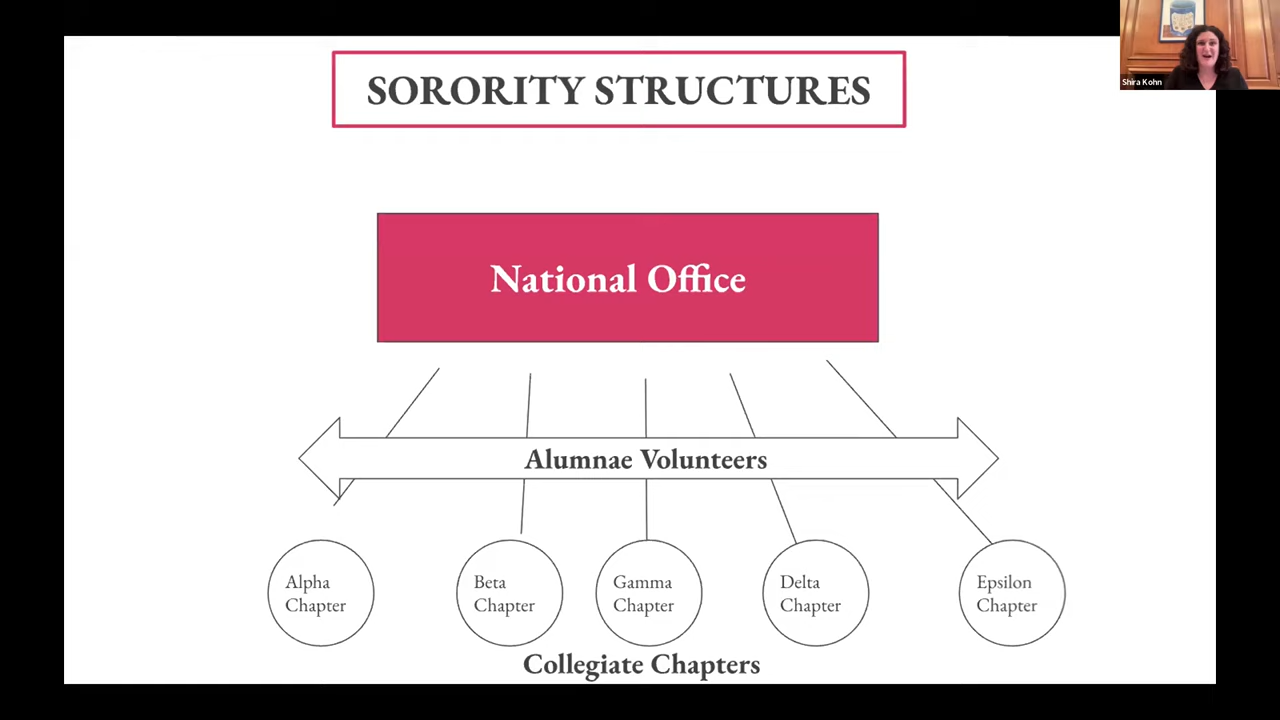 SORORITY STRUCTURES
Shira Kohn
National Office
Alumnae Volunteers
Alpha
Chapter
Beta
Chapter
Gamma
Chapter
Delta
Chapter
Epsilon
Chapter
Collegiate Chapters